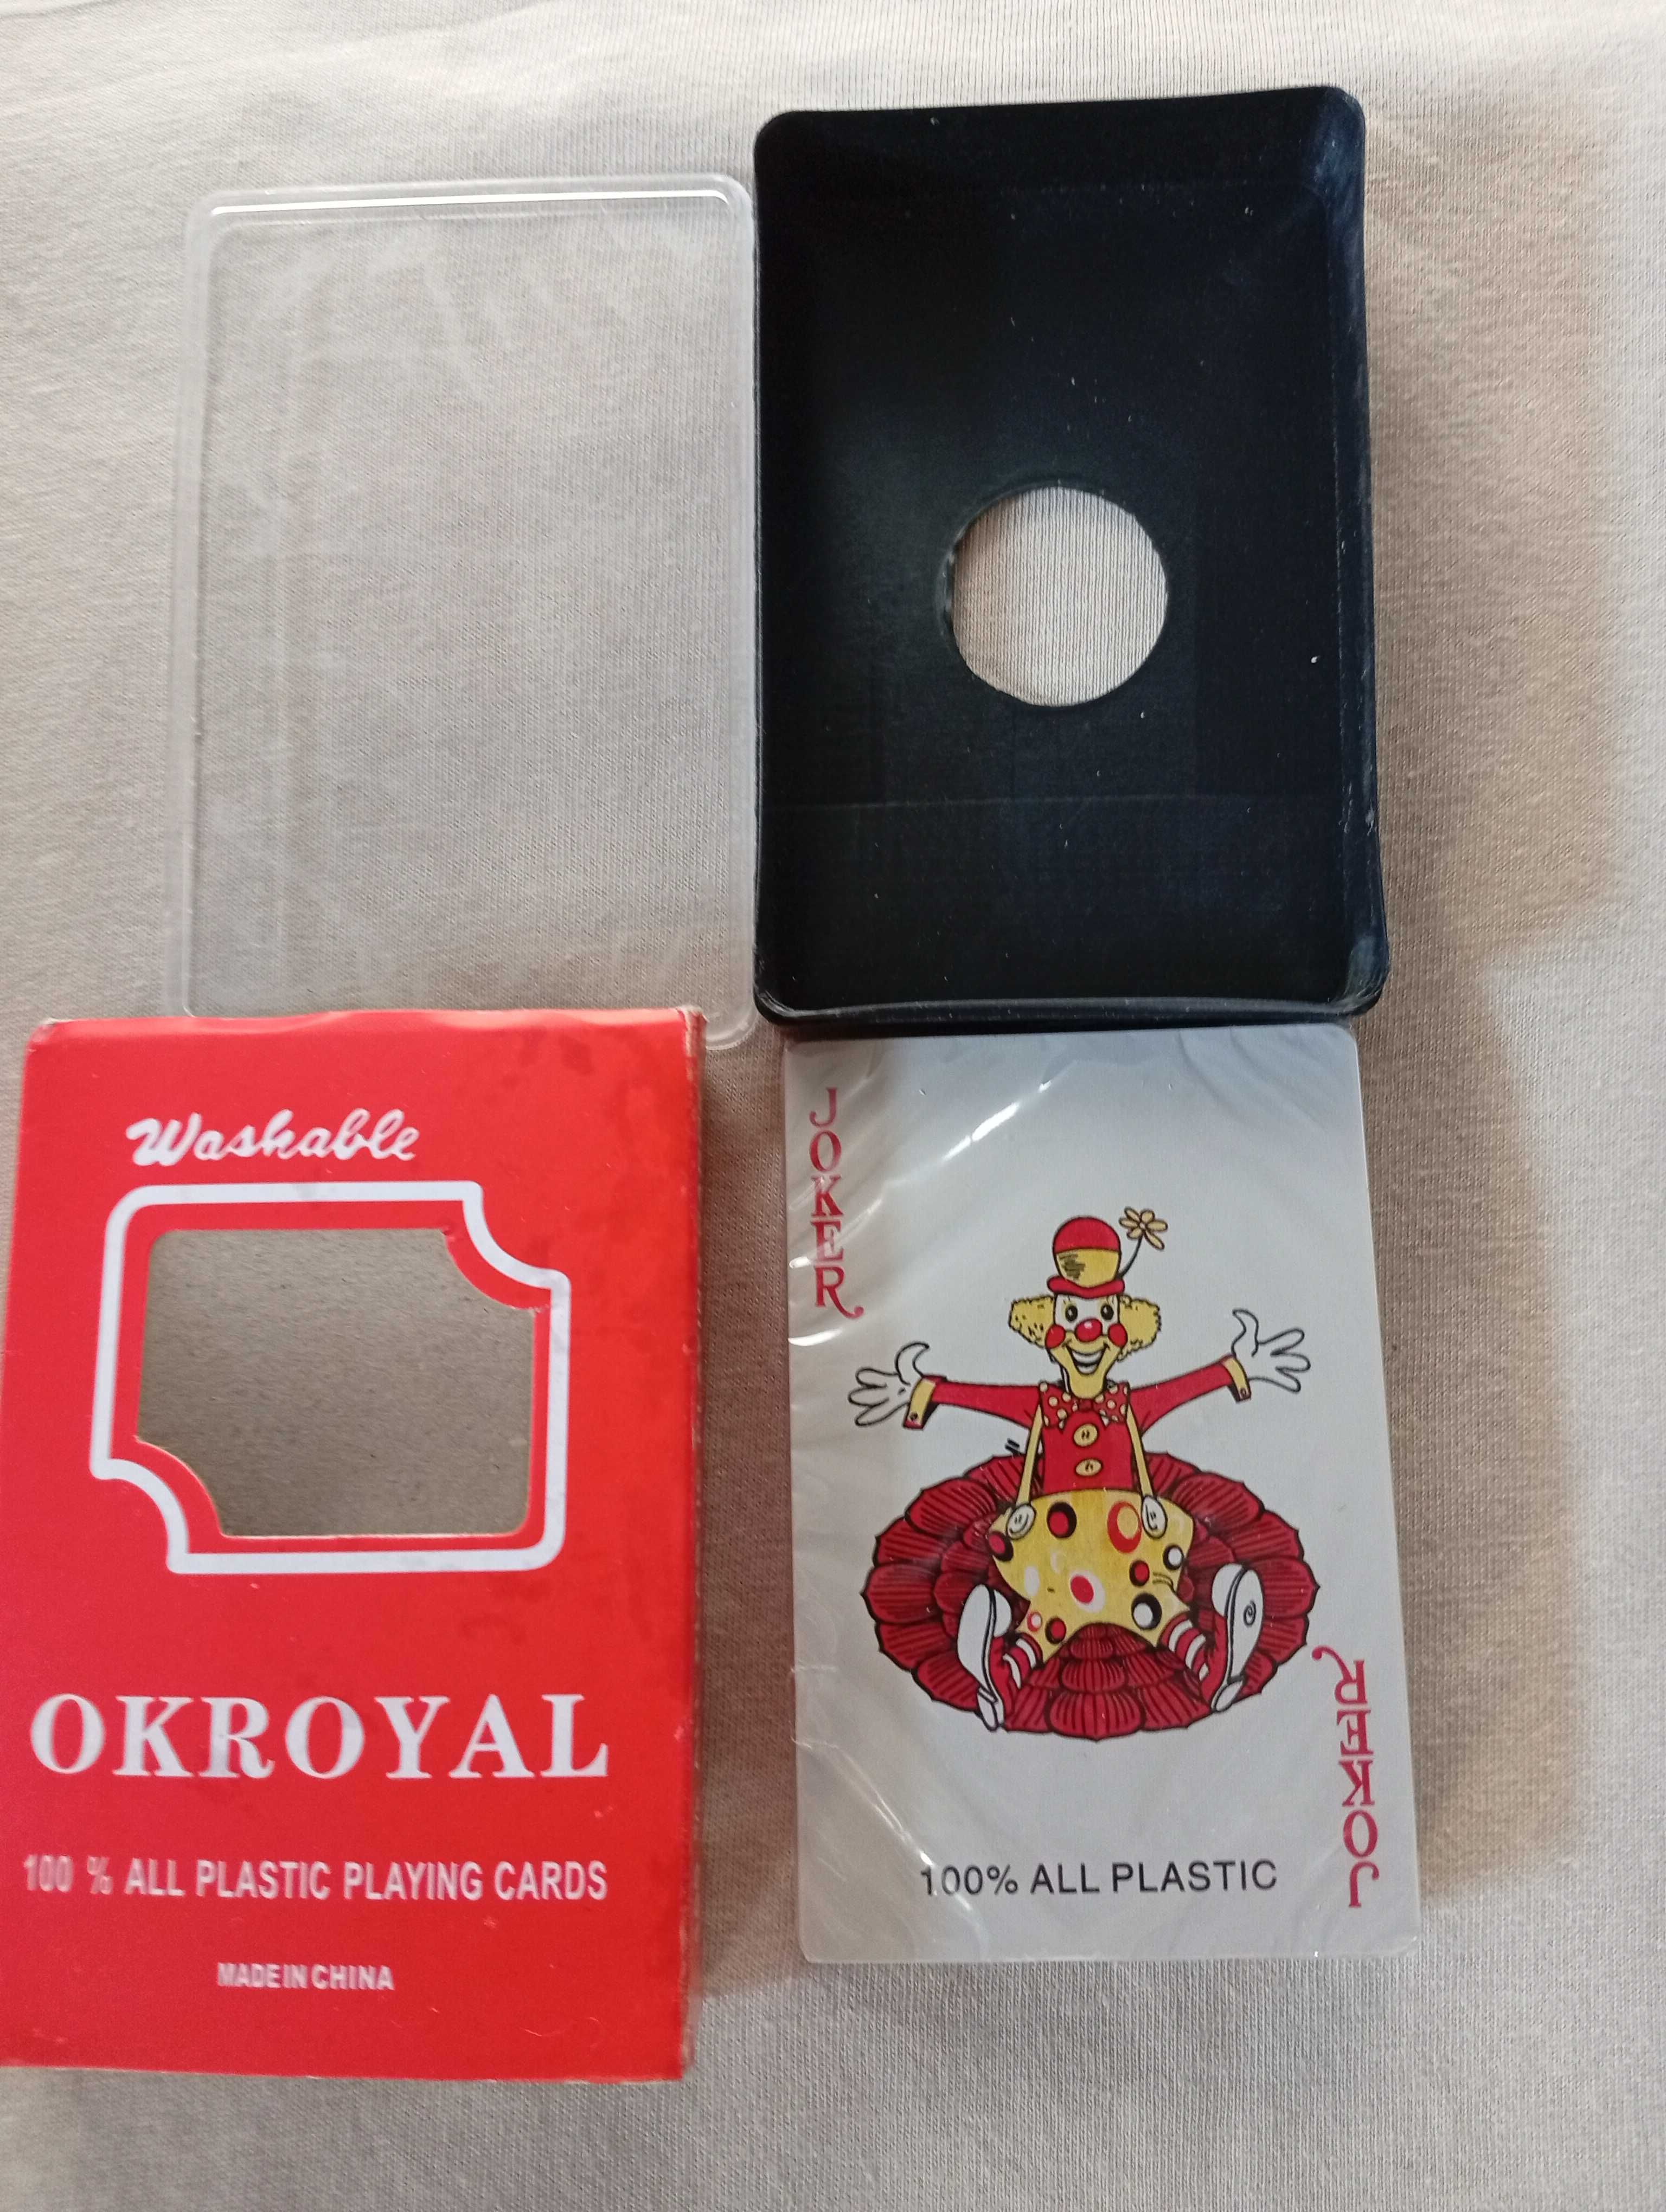 Washable
OKROYAL
100 % ALL PLASTIC PLAYING CARDS
MADE IN CHINA
JOKER
100% ALL PLASTIC
JOKER